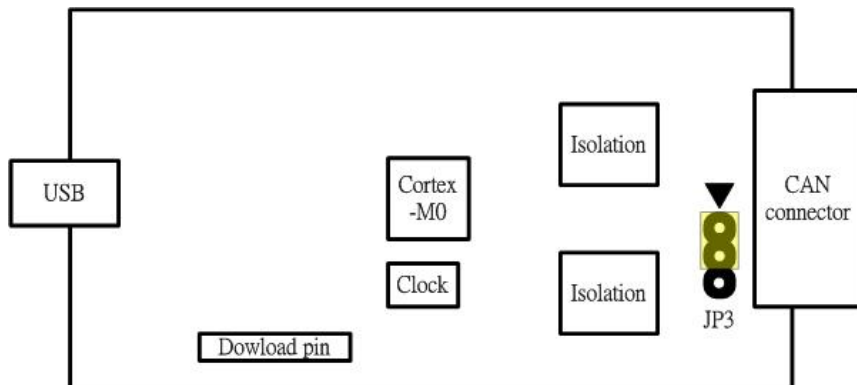 Isolation
USB
Cortex
-M0
CAN
connector
Clock
Isolation
JP3
Dowload pin